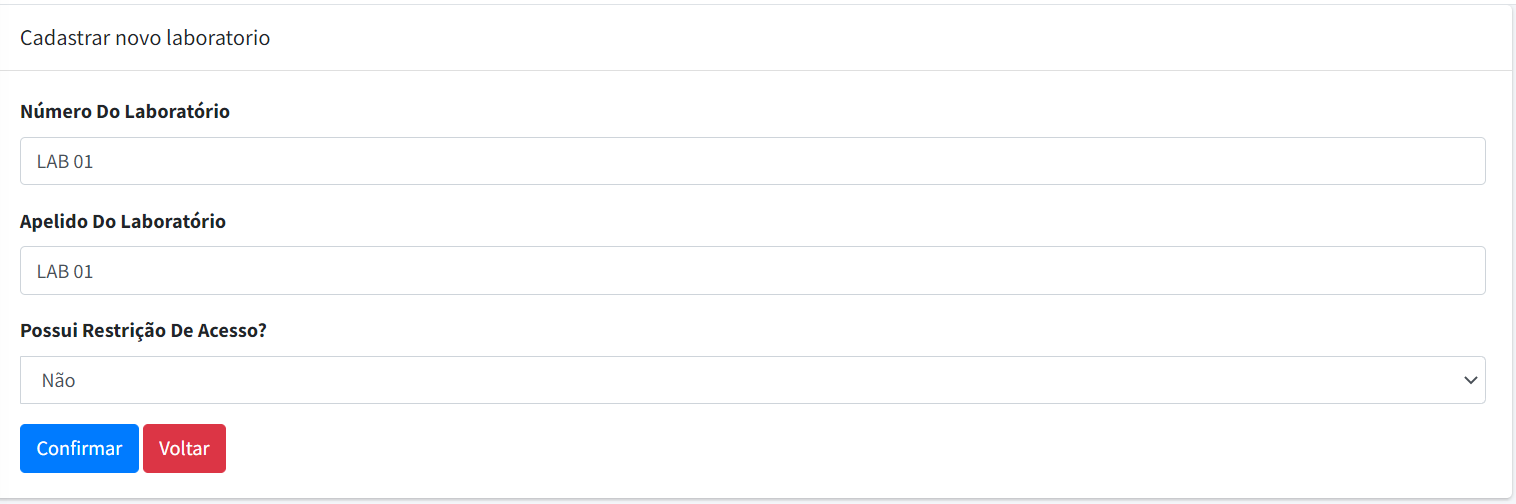 Cadastrar novo laboratorio
Número Do Laboratório
LAB 01
Apelido Do Laboratório
LAB 01
Possui Restrição De Acesso?
Não
Confirmar Voltar